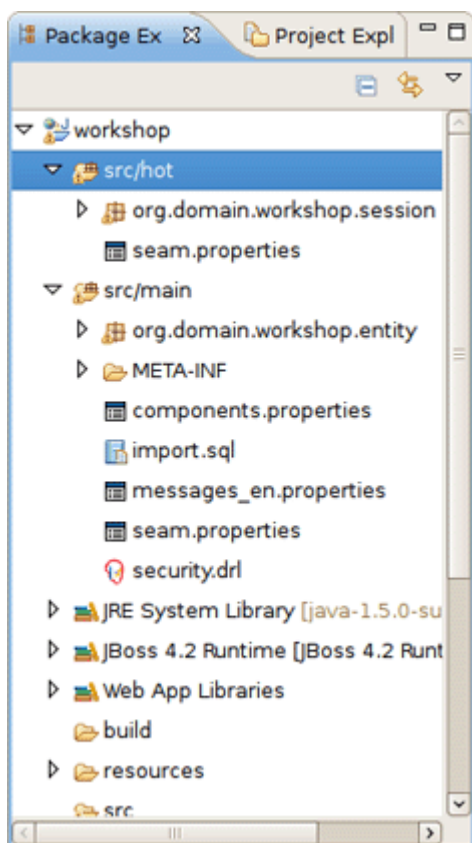 Package Ex
Project Expl
workshop
src/hot
org.domain.workshop.session
seam.properties
src/main
org.domain.workshop.entity
META-INF
components.properties
import.sql
messages_en.properties
seam.properties
security.drl
JRE System Library [java-1.5.0-su
JBoss 4.2 Runtime [JBoss 4.2 Runt
Web App Libraries
build
resources
src